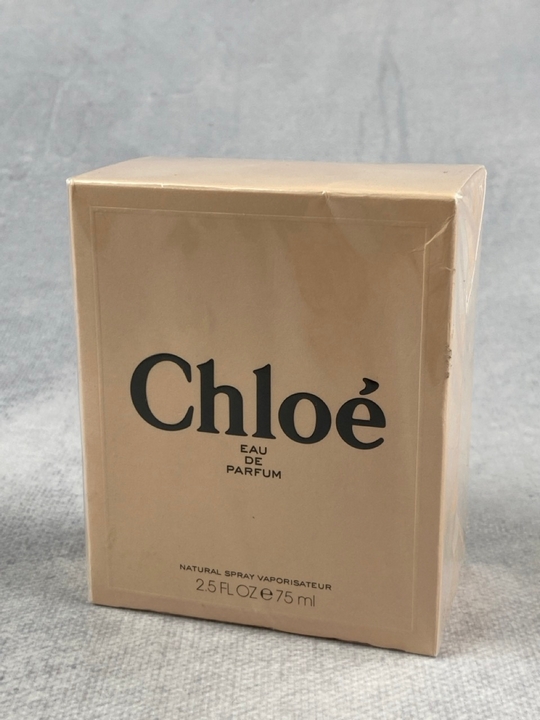 Chloé
EAU
DE
PARFUM
NATURAL SPRAY VAPORISATEUR
2.5 FL OZ ℮ 75 ml